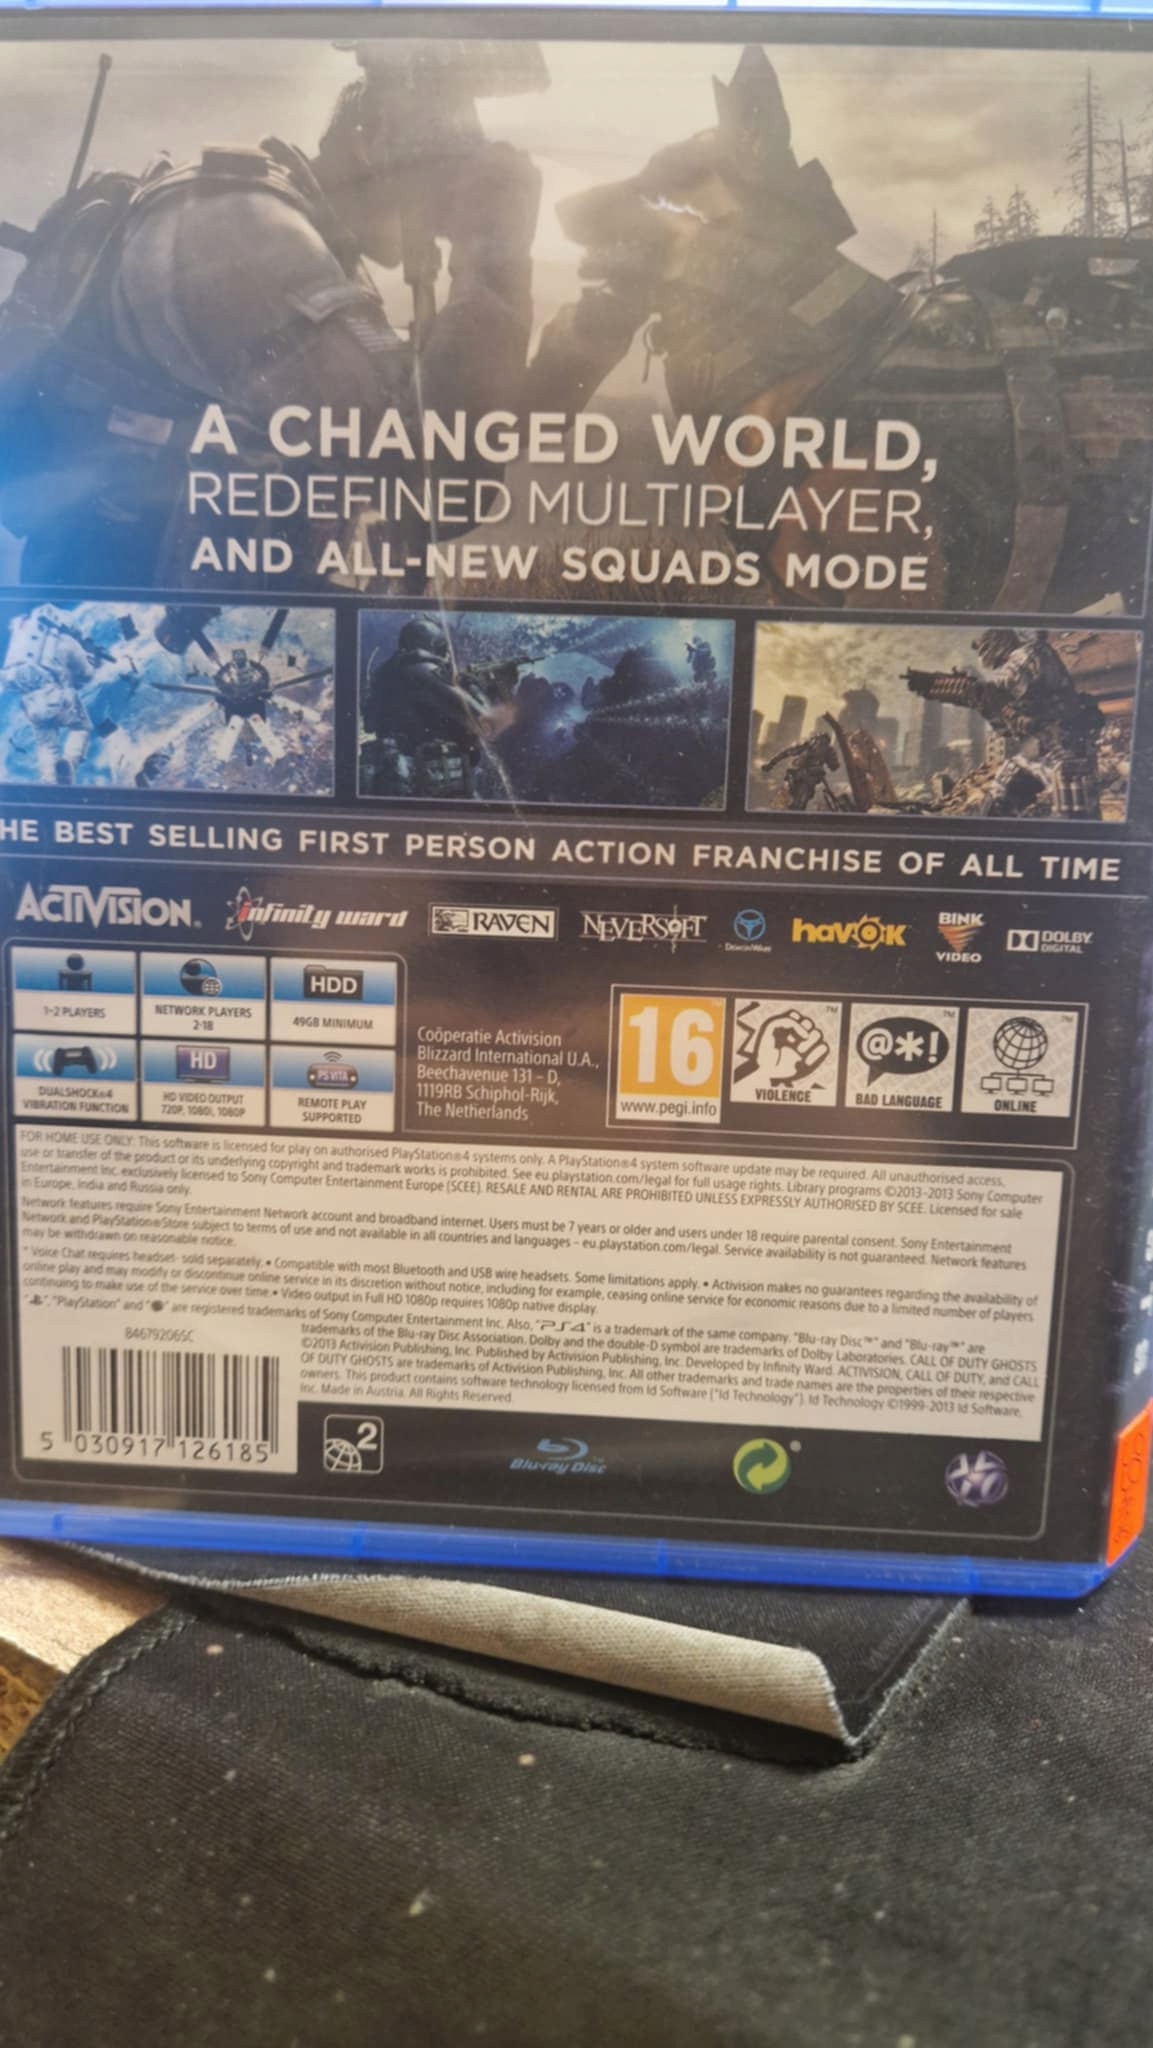 A CHANGED WORLD,
REDEFINED MULTIPLAYER,
AND ALL-NEW SQUADS MODE
HE BEST SELLING FIRST PERSON ACTION FRANCHISE OF ALL TIME
ACTIVISION.
infinity ward
RAVEN
NEVERSOFT
DemonWare
havok
BINK
VIDEO
DOLBY
DIGITAL
1-2 PLAYERS
NETWORK PLAYERS
2-18
HDD
49GB MINIMUM
DUALSHOCK®4
VIBRATION FUNCTION
HD
HD VIDEO OUTPUT
720P, 1080I, 1080P
PS VITA
REMOTE PLAY
SUPPORTED
Coöperatie Activision
Blizzard International U.A.,
Beechavenue 131 - D,
1119RB Schiphol-Rijk,
The Netherlands
16™
www.pegi.info
™
VIOLENCE
@*!™
BAD LANGUAGE
™
ONLINE
FOR HOME USE ONLY: This software is licensed for play on authorised PlayStation®4 systems only. A PlayStation®4 system software update may be required. All unauthorised access,
use or transfer of the product or its underlying copyright and trademark works is prohibited. See eu.playstation.com/legal for full usage rights. Library programs ©2013-2013 Sony Computer
Entertainment Inc. exclusively licensed to Sony Computer Entertainment Europe (SCEE). RESALE AND RENTAL ARE PROHIBITED UNLESS EXPRESSLY AUTHORISED BY SCEE. Licensed for sale
in Europe, India and Russia only.
Network features require Sony Entertainment Network account and broadband internet. Users must be 7 years or older and users under 18 require parental consent. Sony Entertainment
Network and PlayStation®Store subject to terms of use and not available in all countries and languages – eu.playstation.com/legal. Service availability is not guaranteed. Network features
may be withdrawn on reasonable notice.
* Voice Chat requires headset- sold separately. • Compatible with most Bluetooth and USB wire headsets. Some limitations apply. • Activision makes no guarantees regarding the availability of
online play and may modify or discontinue online service in its discretion without notice, including for example, ceasing online service for economic reasons due to a limited number of players
continuing to make use of the service over time. • Video output in Full HD 1080p requires 1080p native display.
"PlayStation" and "●" are registered trademarks of Sony Computer Entertainment Inc. Also, "PS4" is a trademark of the same company. "Blu-ray Disc™" and "Blu-ray™" are
trademarks of the Blu-ray Disc Association. Dolby and the double-D symbol are trademarks of Dolby Laboratories. CALL OF DUTY GHOSTS
©2013 Activision Publishing, Inc. Published by Activision Publishing, Inc. Developed by Infinity Ward. ACTIVISION, CALL OF DUTY, and CALL
OF DUTY GHOSTS are trademarks of Activision Publishing, Inc. All other trademarks and trade names are the properties of their respective
owners. This product contains software technology licensed from Id Software ("Id Technology"). Id Technology ©1999-2013 Id Software,
Inc. Made in Austria. All Rights Reserved.
84679206SC
5 030917 126185
2
Blu-ray Disc